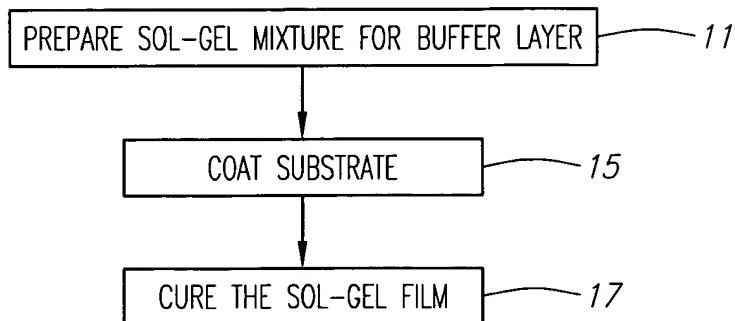 PREPARE SOL-GEL MIXTURE FOR BUFFER LAYER 11
COAT SUBSTRATE 15
CURE THE SOL-GEL FILM 17